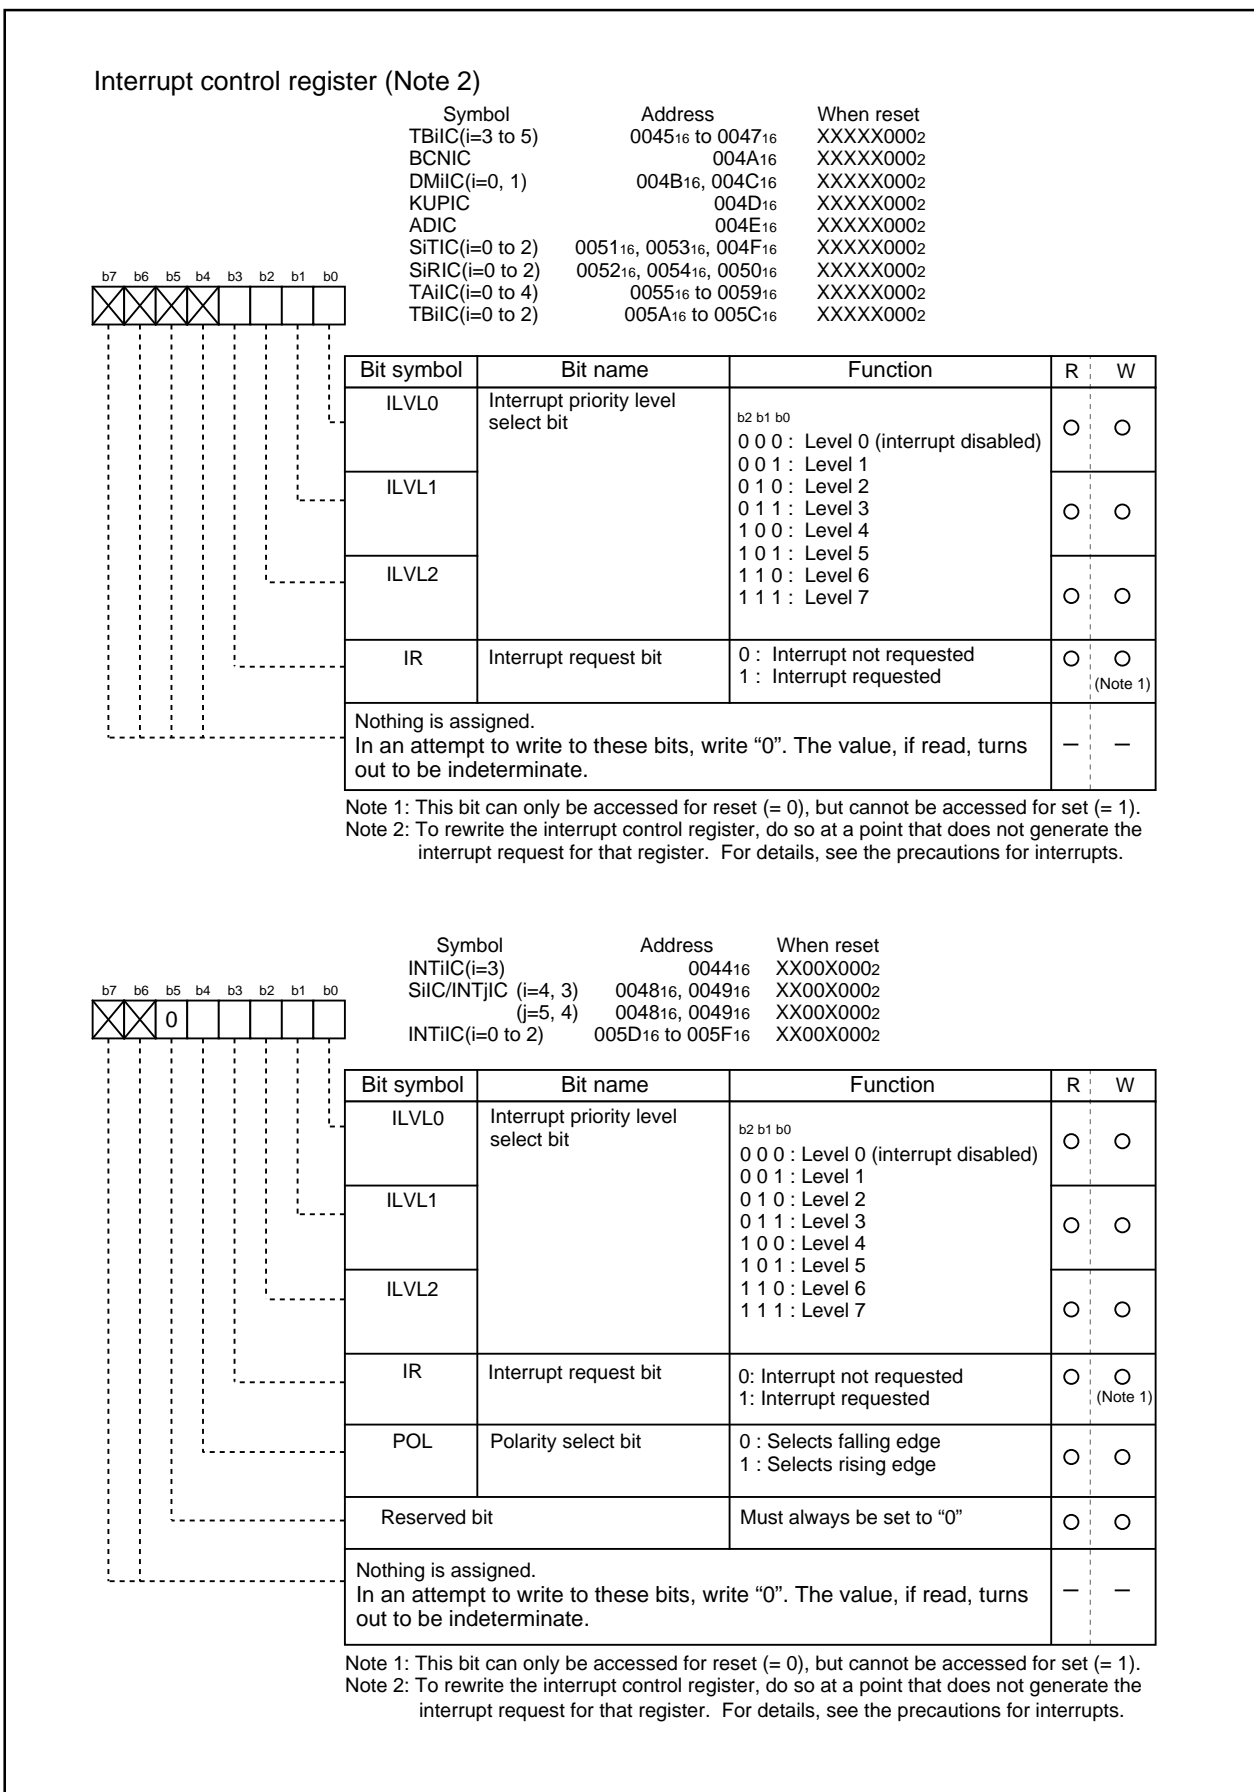 Interrupt control register (Note 2)
Symbol Address When reset
TBiIC(i=3 to 5) 004516 to 004716 XXXXX0002
BCNIC 004A16 XXXXX0002
DMiIC(i=0, 1) 004B16, 004C16 XXXXX0002
KUPIC 004D16 XXXXX0002
ADIC 004E16 XXXXX0002
SiTIC(i=0 to 2) 005116, 005316, 004F16 XXXXX0002
SiRIC(i=0 to 2) 005216, 005416, 005016 XXXXX0002
TAiIC(i=0 to 4) 005516 to 005916 XXXXX0002
TBiIC(i=0 to 2) 005A16 to 005C16 XXXXX0002
b7 b6 b5 b4 b3 b2 b1 b0
Bit symbol Bit name Function R W
ILVL0 Interrupt priority level
select bit
b2 b1 b0
0 0 0 : Level 0 (interrupt disabled)
0 0 1 : Level 1
ILVL1 0 1 0 : Level 2
0 1 1 : Level 3
1 0 0 : Level 4
1 0 1 : Level 5
ILVL2 1 1 0 : Level 6
1 1 1 : Level 7
IR Interrupt request bit 0 : Interrupt not requested
1 : Interrupt requested
(Note 1)
Nothing is assigned.
In an attempt to write to these bits, write “0”. The value, if read, turns
out to be indeterminate.
Note 1: This bit can only be accessed for reset (= 0), but cannot be accessed for set (= 1).
Note 2: To rewrite the interrupt control register, do so at a point that does not generate the
interrupt request for that register. For details, see the precautions for interrupts.
Symbol Address When reset
INTiIC(i=3) 004416 XX00X0002
SiIC/INTjIC (i=4, 3) 004816, 004916 XX00X0002
(j=5, 4) 004816, 004916 XX00X0002
INTiIC(i=0 to 2) 005D16 to 005F16 XX00X0002
b7 b6 b5 b4 b3 b2 b1 b0
0
Bit symbol Bit name Function R W
ILVL0 Interrupt priority level
select bit
b2 b1 b0
0 0 0 : Level 0 (interrupt disabled)
0 0 1 : Level 1
ILVL1 0 1 0 : Level 2
0 1 1 : Level 3
1 0 0 : Level 4
1 0 1 : Level 5
ILVL2 1 1 0 : Level 6
1 1 1 : Level 7
IR Interrupt request bit 0: Interrupt not requested
1: Interrupt requested
(Note 1)
POL Polarity select bit 0 : Selects falling edge
1 : Selects rising edge
Reserved bit Must always be set to “0”
Nothing is assigned.
In an attempt to write to these bits, write “0”. The value, if read, turns
out to be indeterminate.
Note 1: This bit can only be accessed for reset (= 0), but cannot be accessed for set (= 1).
Note 2: To rewrite the interrupt control register, do so at a point that does not generate the
interrupt request for that register. For details, see the precautions for interrupts.